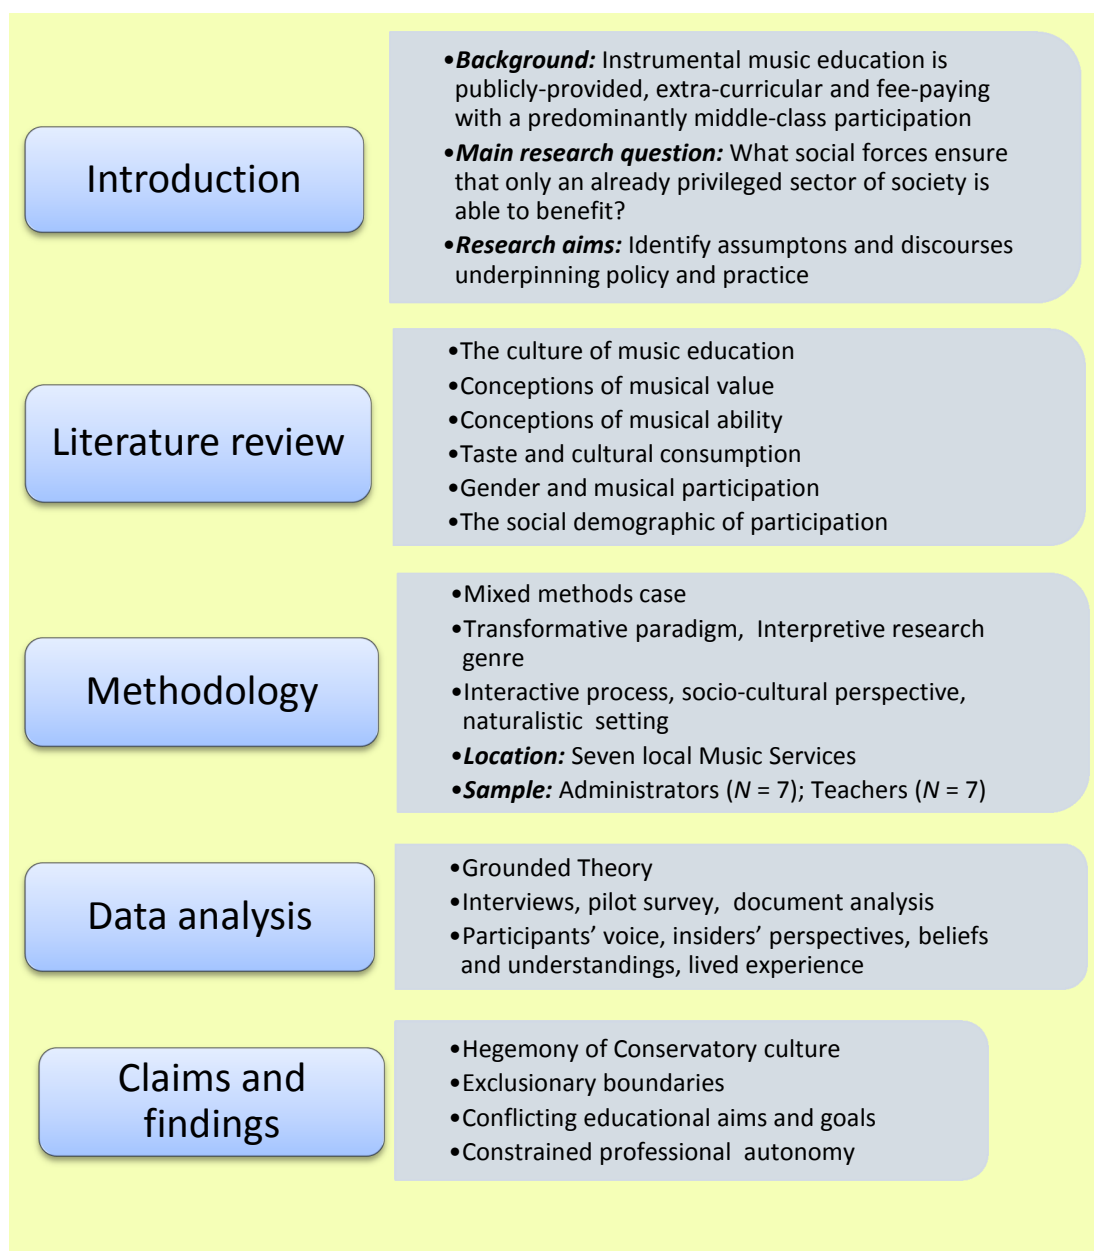 Introduction
•Background: Instrumental music education is
publicly-provided, extra-curricular and fee-paying
with a predominantly middle-class participation
•Main research question: What social forces ensure
that only an already privileged sector of society is
able to benefit?
•Research aims: Identify assumptons and discourses
underpinning policy and practice
Literature review
•The culture of music education
•Conceptions of musical value
•Conceptions of musical ability
•Taste and cultural consumption
•Gender and musical participation
•The social demographic of participation
Methodology
•Mixed methods case
•Transformative paradigm, Interpretive research
genre
•Interactive process, socio-cultural perspective,
naturalistic setting
•Location: Seven local Music Services
•Sample: Administrators (N = 7); Teachers (N = 7)
Data analysis
•Grounded Theory
•Interviews, pilot survey, document analysis
•Participants’ voice, insiders’ perspectives, beliefs
and understandings, lived experience
Claims and
findings
•Hegemony of Conservatory culture
•Exclusionary boundaries
•Conflicting educational aims and goals
•Constrained professional autonomy